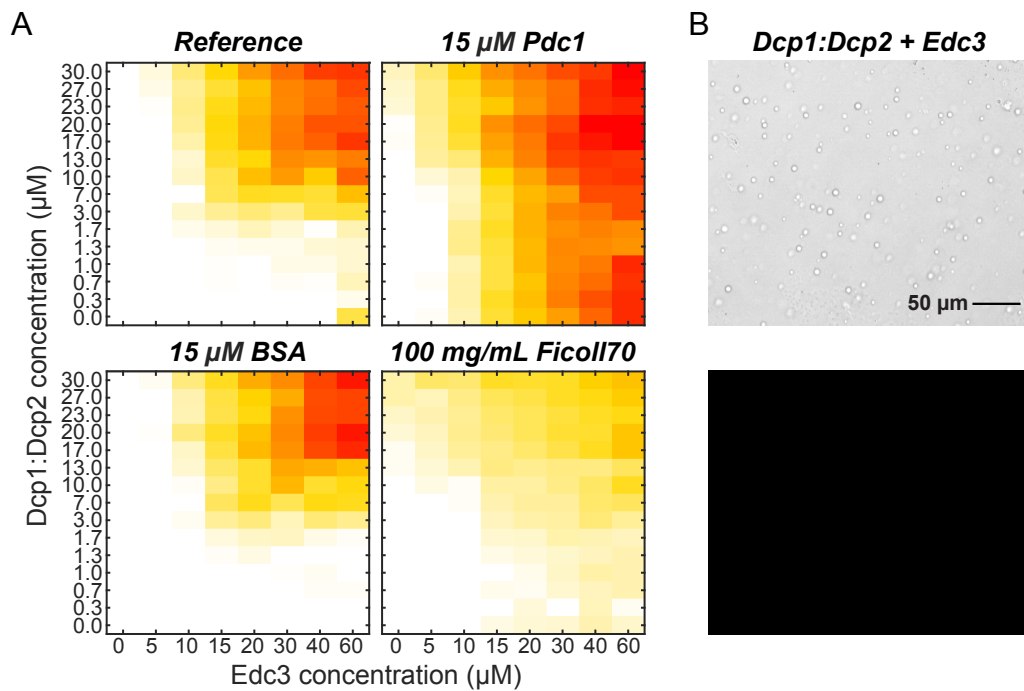 A
B
Reference
15 µM Pdc1
Dcp1:Dcp2 + Edc3
30.0
27.0
23.0
20.0
17.0
13.0
10.0
7.0
3.0
1.7
1.3
1.0
0.7
0.3
0.0
50 µm
15 µM BSA
100 mg/mL Ficoll70
30.0
27.0
23.0
20.0
17.0
13.0
10.0
7.0
3.0
1.7
1.3
1.0
0.7
0.3
0.0
Dcp1:Dcp2 concentration (µM)
0 5 10 15 20 30 40 60
0 5 10 15 20 30 40 60
Edc3 concentration (µM)